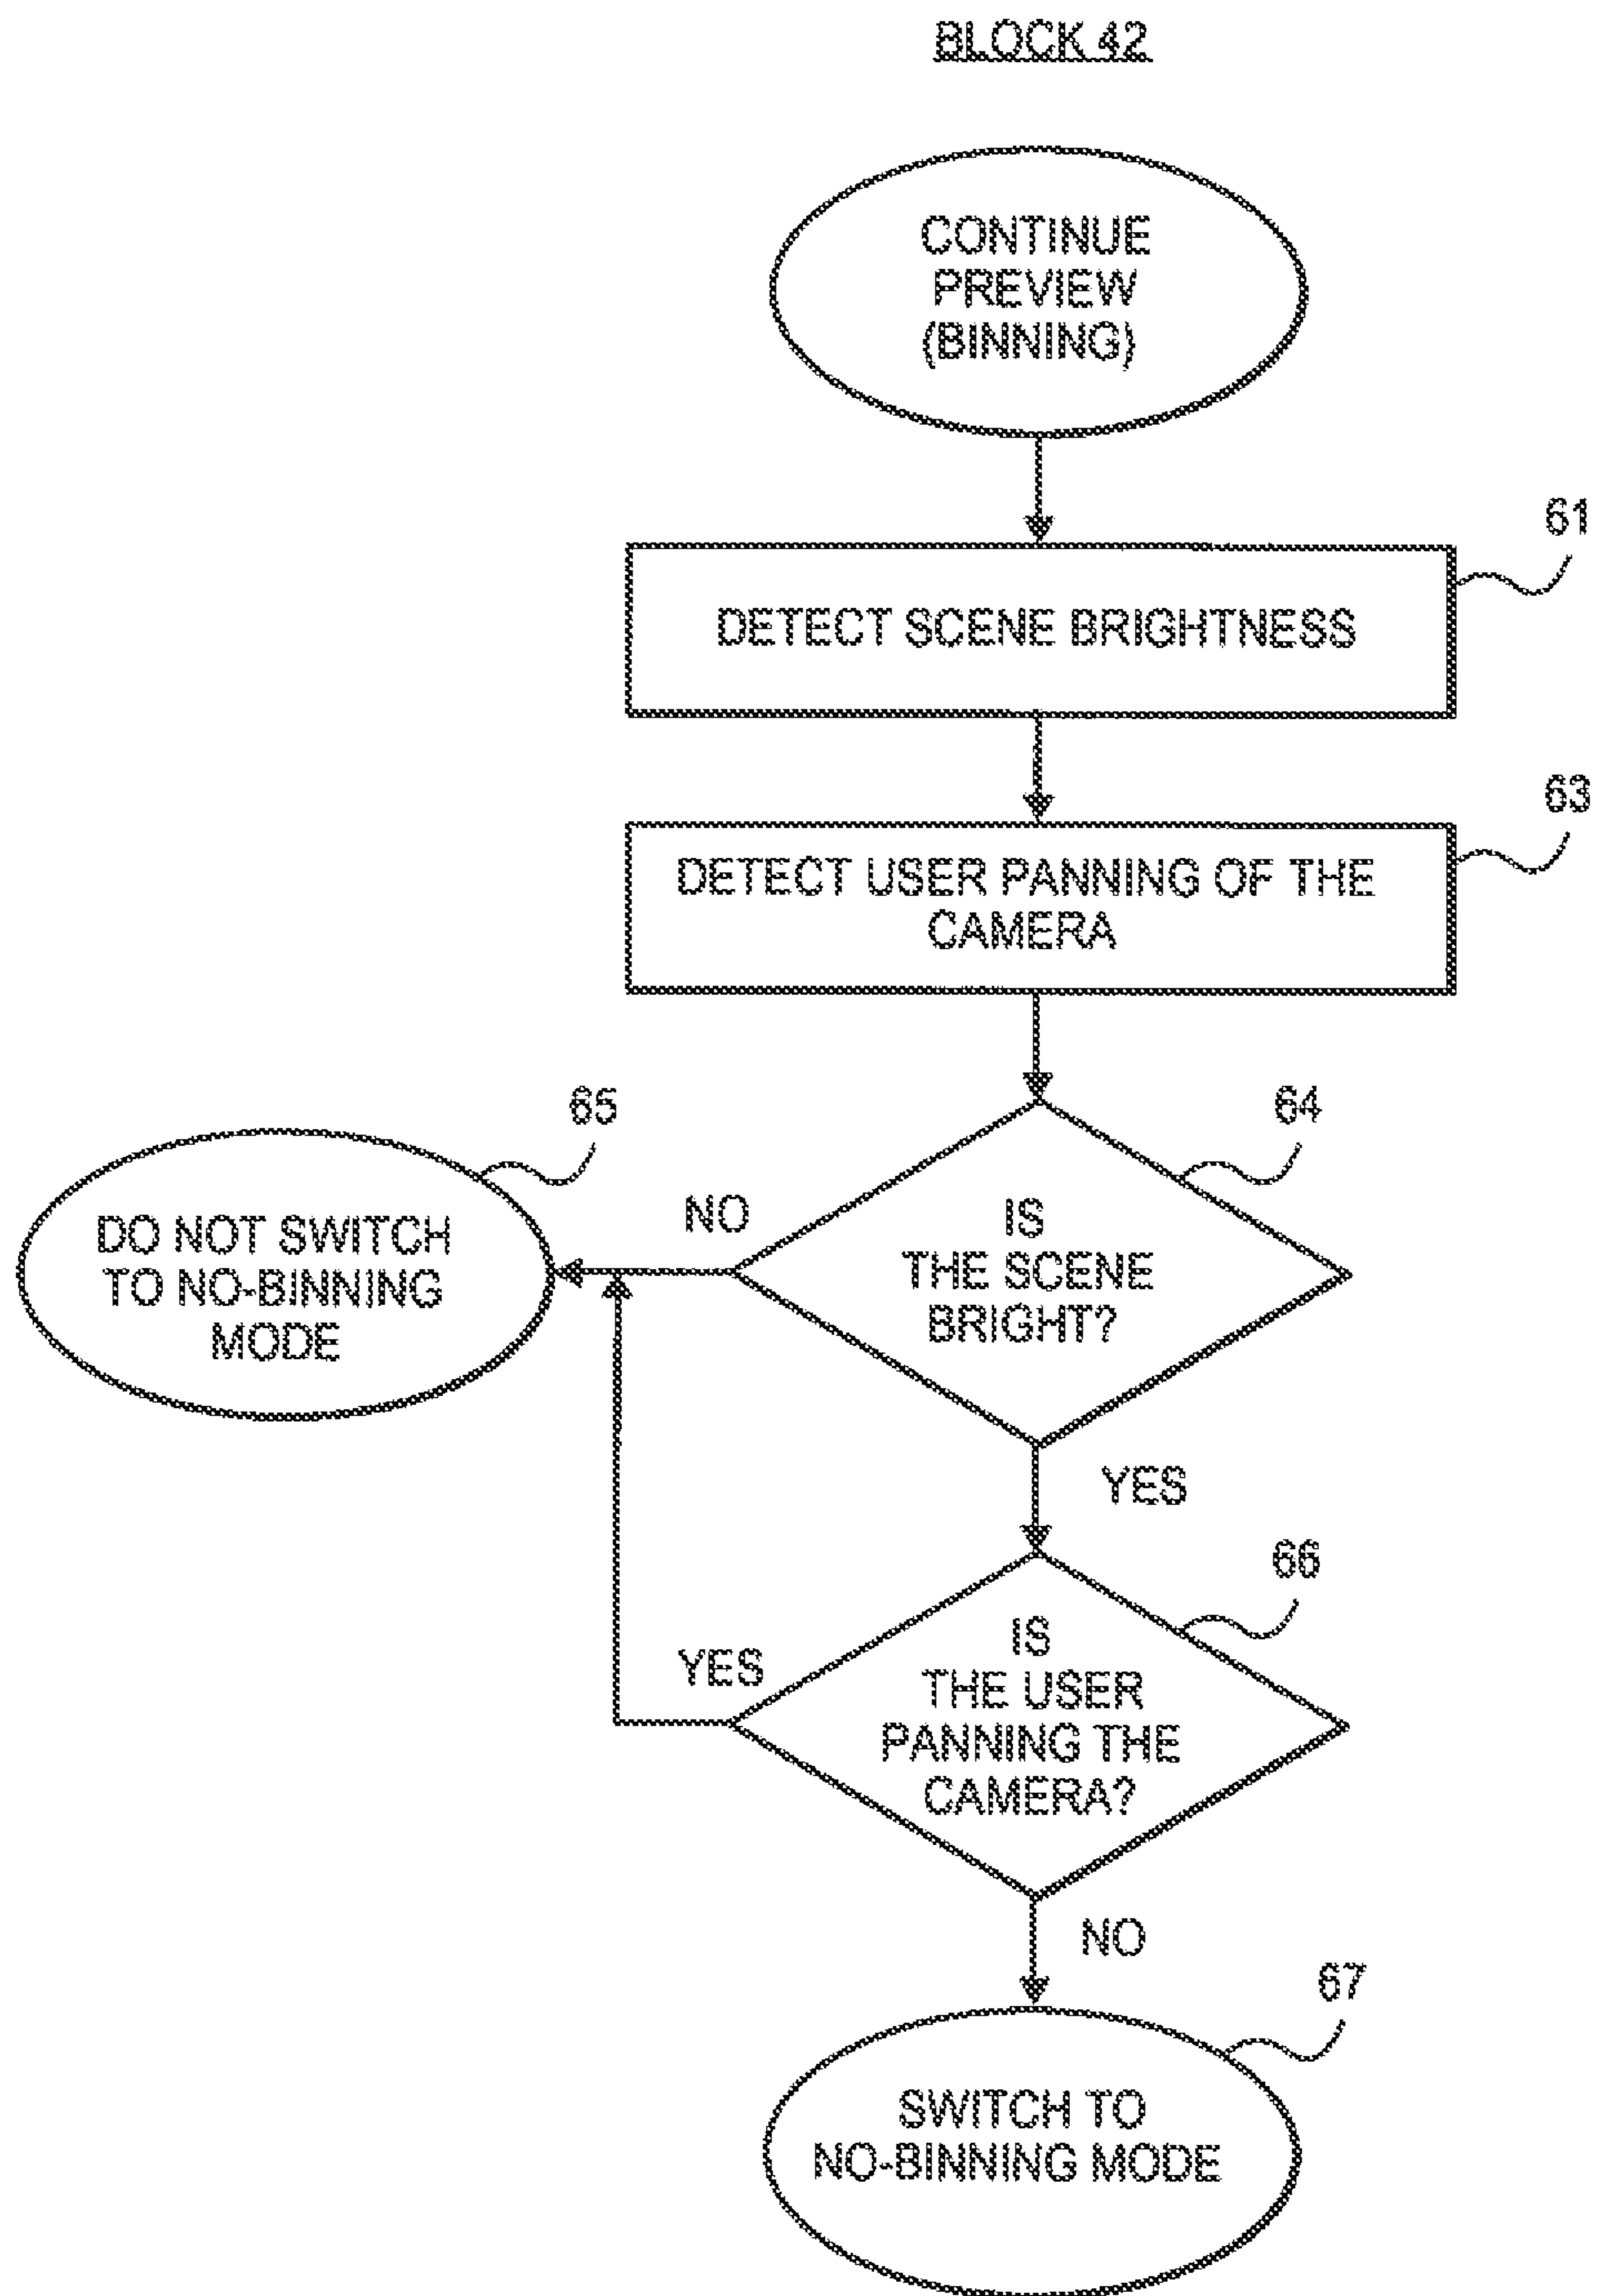 BLOCK 42
CONTINUE
PREVIEW
(BINNING)
61
DETECT SCENE BRIGHTNESS
63
DETECT USER PANNING OF THE
CAMERA
65
64
DO NOT SWITCH
TO NO-BINNING
MODE
NO
IS
THE SCENE
BRIGHT?
YES
66
YES
IS
THE USER
PANNING THE
CAMERA?
NO
67
SWITCH TO
NO-BINNING MODE